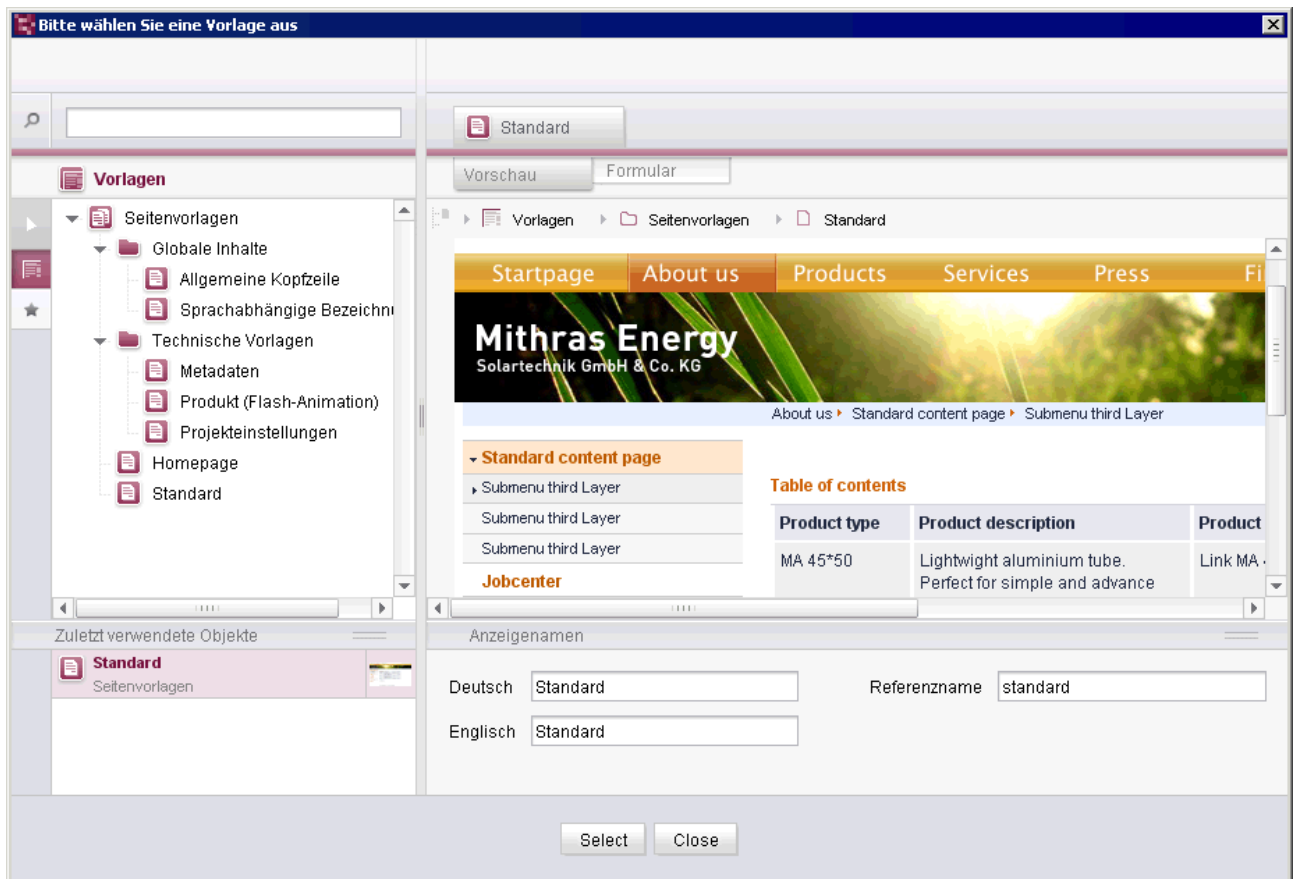 Bitte wählen Sie eine Vorlage aus
Standard
Vorlagen
Seitenvorlagen
Globale Inhalte
Allgemeine Kopfzeile
Sprachabhängige
Technische Vorlagen
Metadaten
Produkt (Flash-Animation)
Projekteinstellungen
Homepage
Standard
Zuletzt verwendete Objekte
Standard
Seitenvorlagen
Vorschau Formular
Vorlagen Seitenvorlagen Standard
Startpage About us Products Services Press
Mithras Energy
Solartechnik GmbH & Co. KG
About us Standard content page Submenu third Layer
Standard content page
Submenu third Layer
Submenu third Layer
Submenu third Layer
Jobcenter
Table of contents
Product type Product description Product
MA 45*50 Lightwight aluminium tube. Link MA
Perfect for simple and advance
Anzeigenamen
Deutsch Standard Referenzname standard
Englisch Standard
Select Close